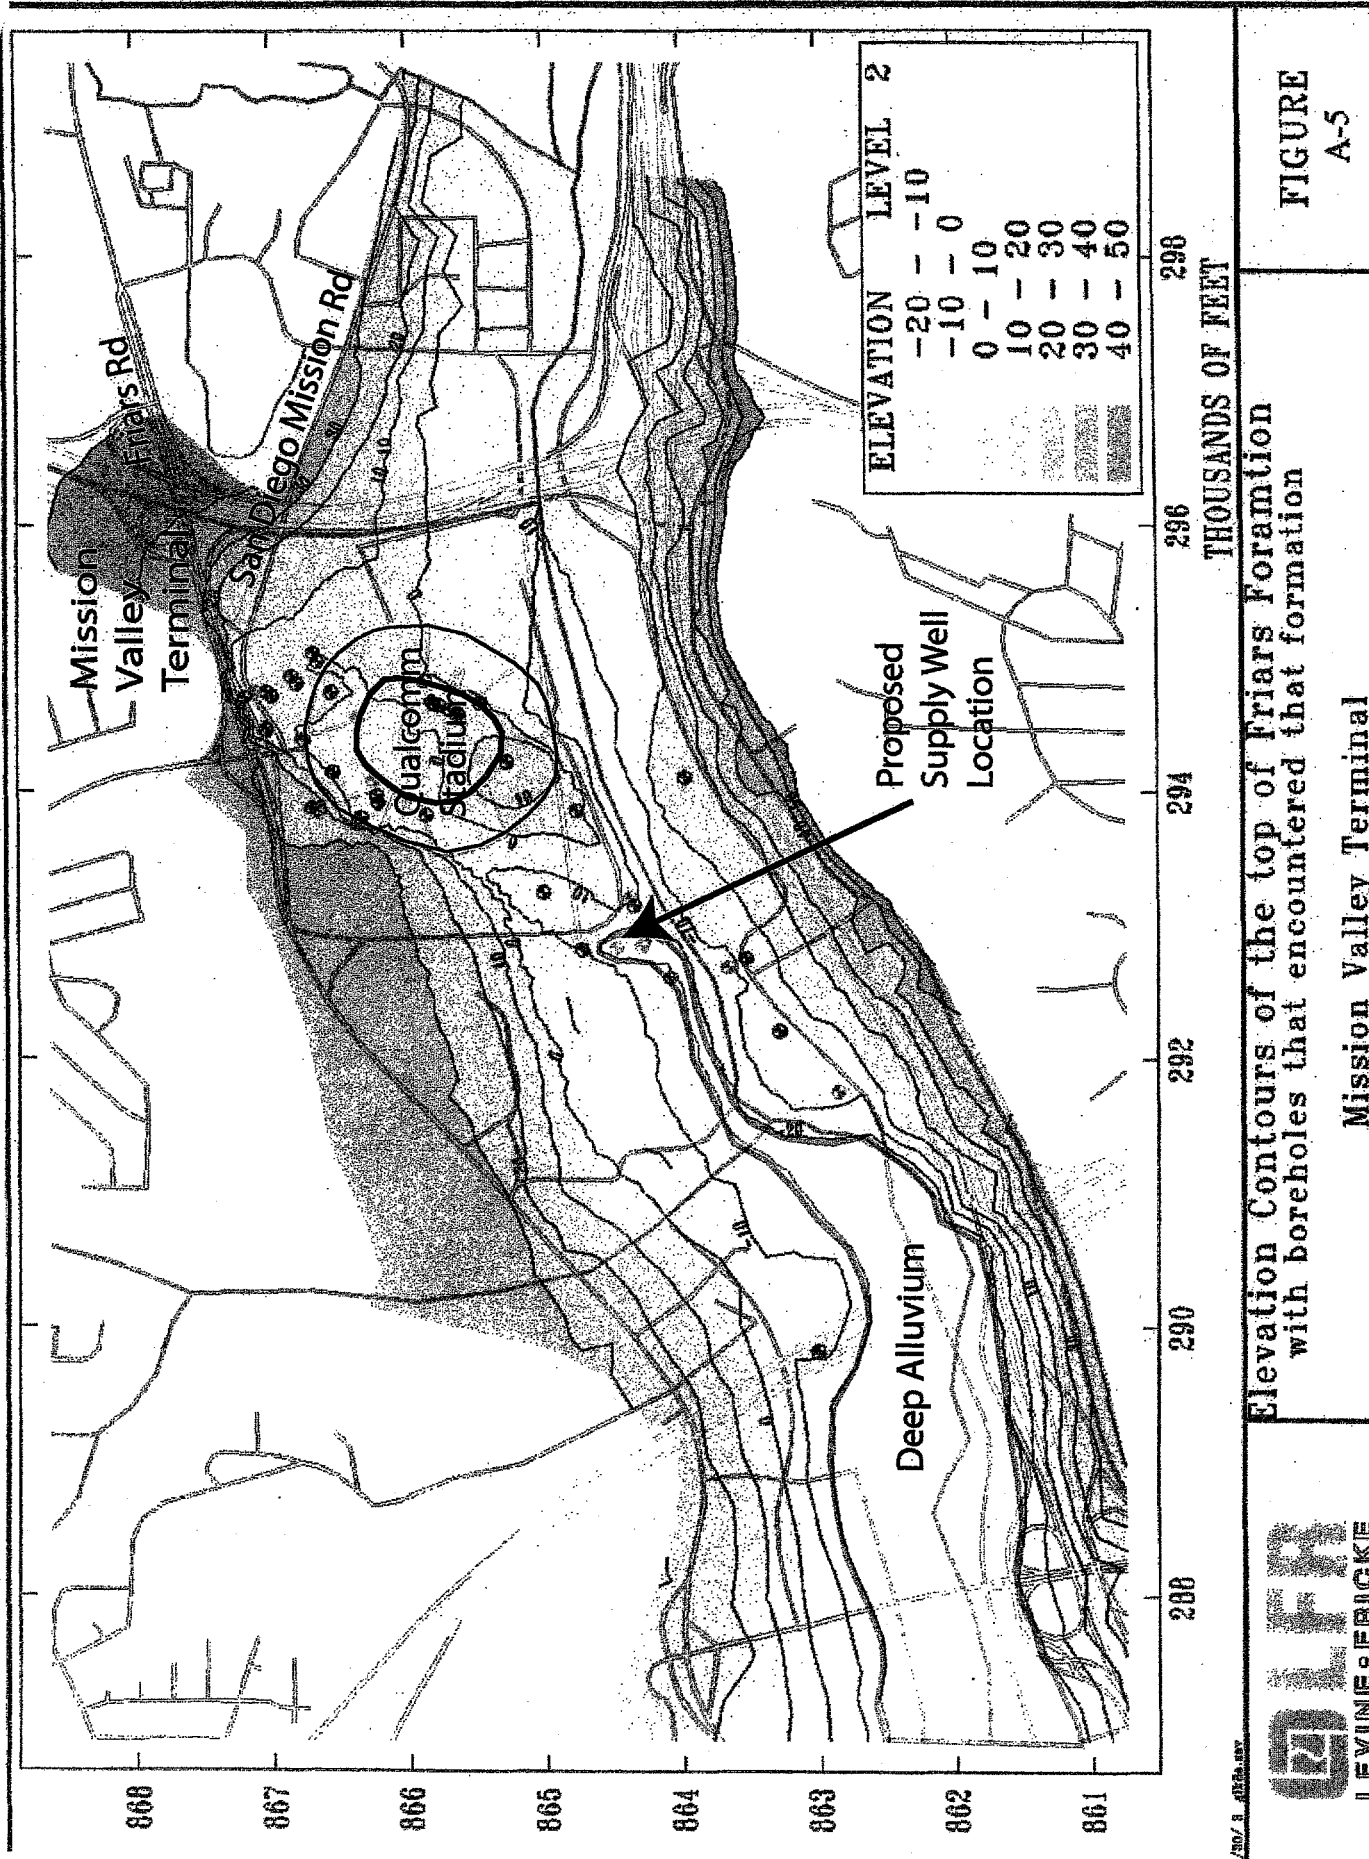 Mission
Valley
Terminal
Friars Rd
San Diego Mission Rd
Qualcomm
Stadium
Proposed
Supply Well
Location
Deep Alluvium
ELEVATION LEVEL 2
-20 - -10
-10 - 0
0 - 10
10 - 20
20 - 30
30 - 40
40 - 50
868
867
866
865
864
863
862
861
288
290
292
294
296
298
THOUSANDS OF FEET
LFR
LEVINE·FRICKE
Elevation Contours of the top of Friars Foramtion
with boreholes that encountered that formation
Mission Valley Terminal
FIGURE
A-5